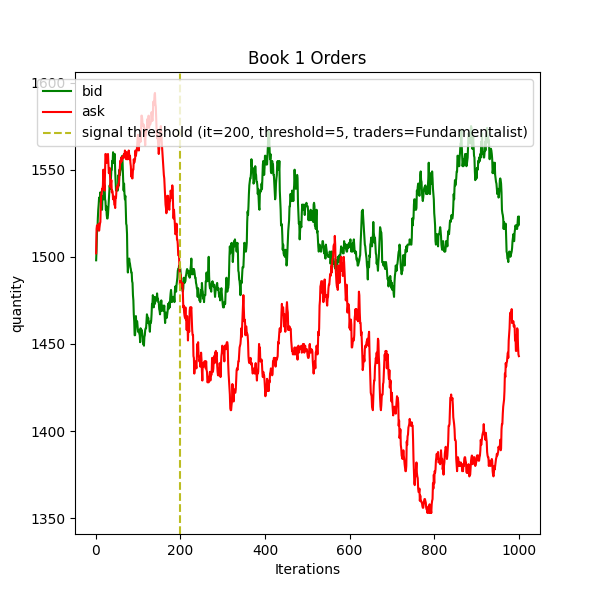 Book 1 Orders
bid
ask
signal threshold (it=200, threshold=5, traders=Fundamentalist)
quantity
1600
1550
1500
1450
1400
1350
0 200 400 600 800 1000
Iterations